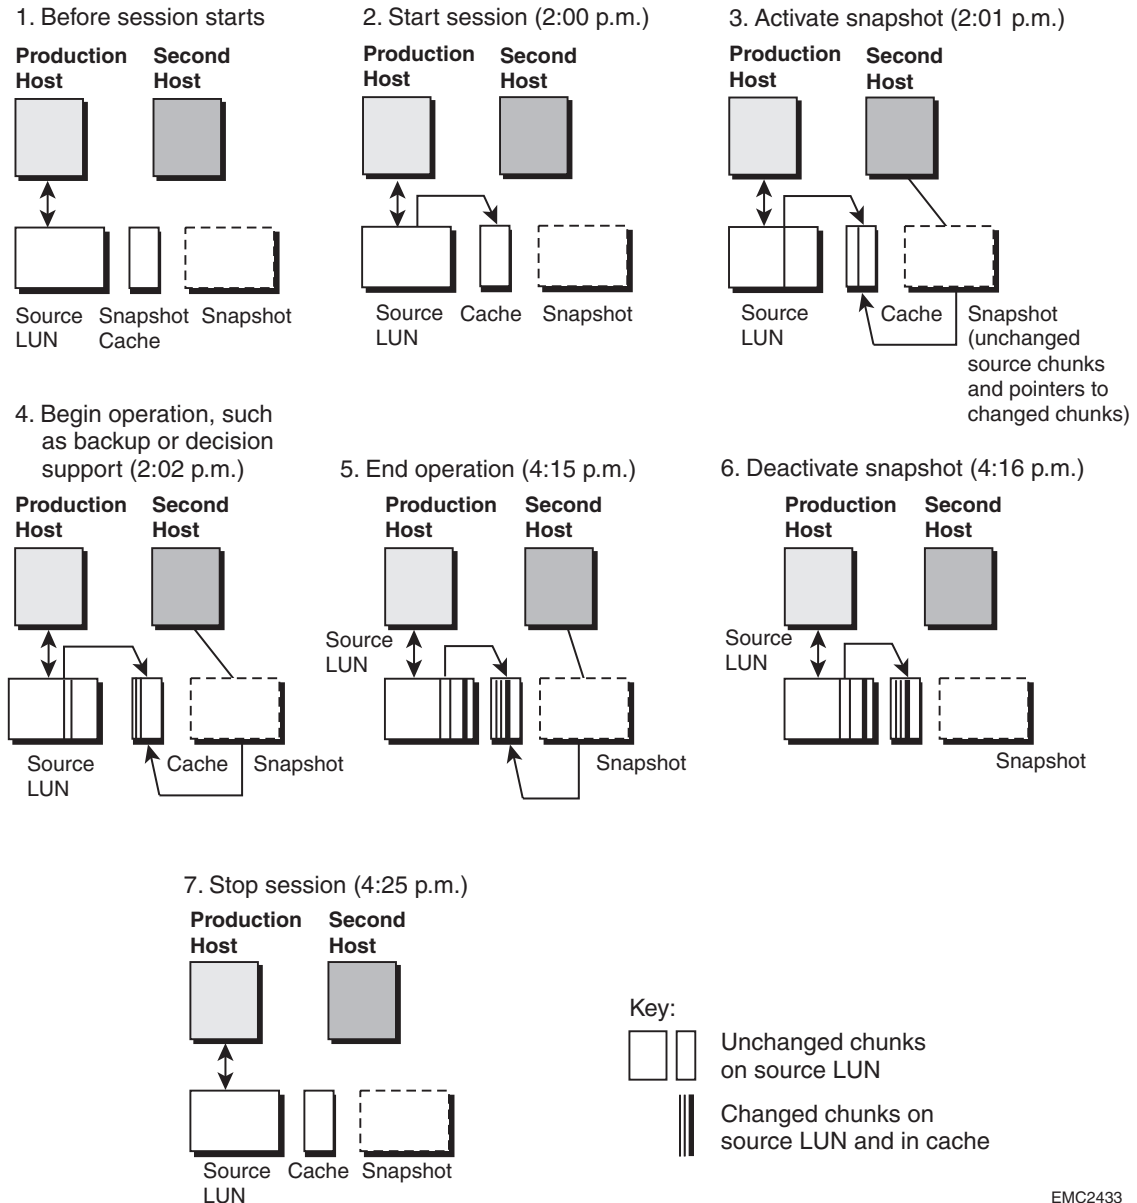 1. Before session starts
Production Host
Second Host
Source LUN
Snapshot Cache
Snapshot
2. Start session (2:00 p.m.)
Production Host
Second Host
Source LUN
Cache
Snapshot
3. Activate snapshot (2:01 p.m.)
Production Host
Second Host
Source LUN
Cache
Snapshot
(unchanged
source chunks
and pointers to
changed chunks)
4. Begin operation, such
as backup or decision
support (2:02 p.m.)
Production Host
Second Host
Source LUN
Cache
Snapshot
5. End operation (4:15 p.m.)
Production Host
Second Host
Source LUN
Snapshot
6. Deactivate snapshot (4:16 p.m.)
Production Host
Second Host
Source LUN
Snapshot
7. Stop session (4:25 p.m.)
Production Host
Second Host
Source LUN
Cache
Snapshot
Key:
Unchanged chunks
on source LUN
Changed chunks on
source LUN and in cache
EMC2433